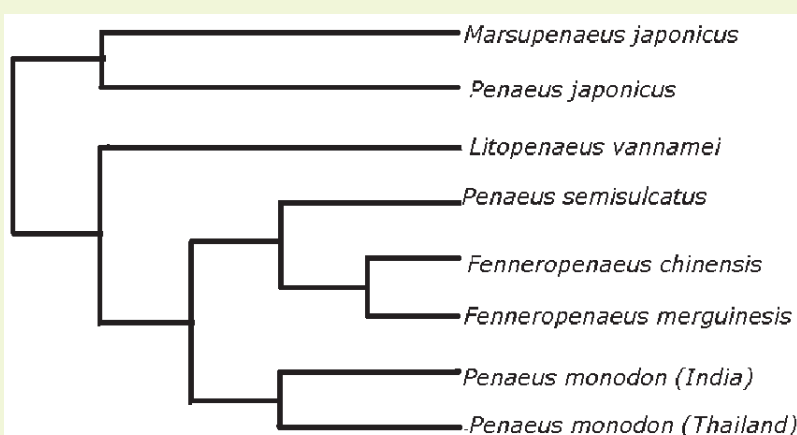 Marsupenaeus japonicus
Penaeus japonicus
Litopenaeus vannamei
Penaeus semisulcatus
Fenneropenaeus chinensis
Fenneropenaeus merguinesis
Penaeus monodon (India)
Penaeus monodon (Thailand)